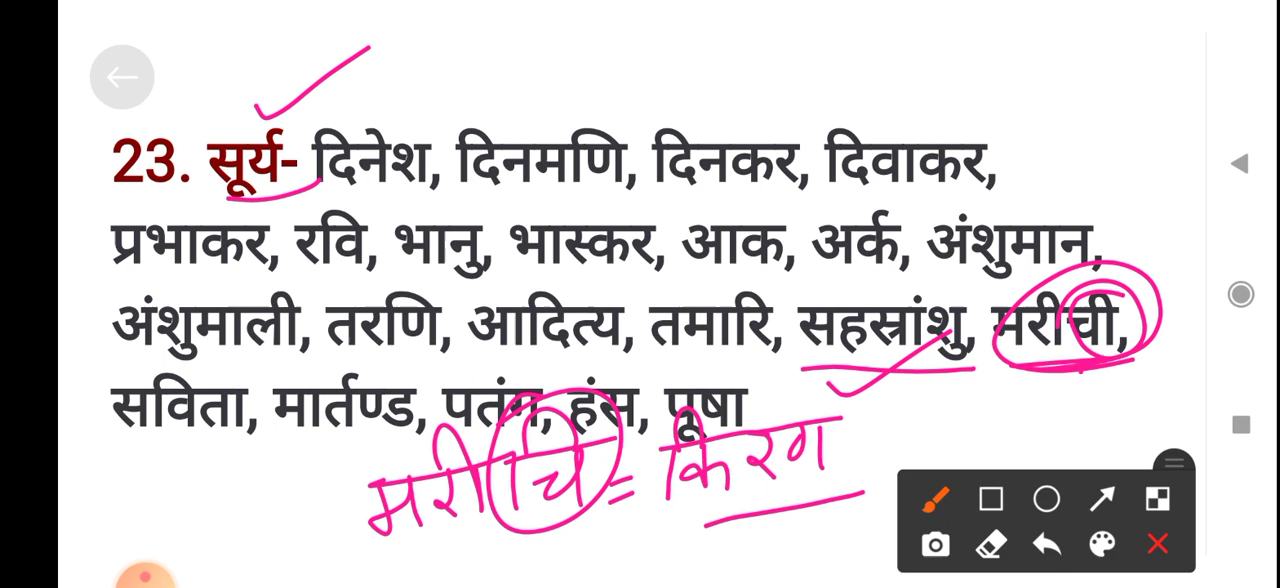 23. सूर्य- दिनेश, दिनमणि, दिनकर, दिवाकर,
प्रभाकर, रवि, भानु, भास्कर, आक, अर्क, अंशुमान,
अंशुमाली, तरणि, आदित्य, तमारि, सहस्रांशु, मरीची,
सविता, मार्तण्ड, पतंग, हंस, पूषा
मरीचि = किरण